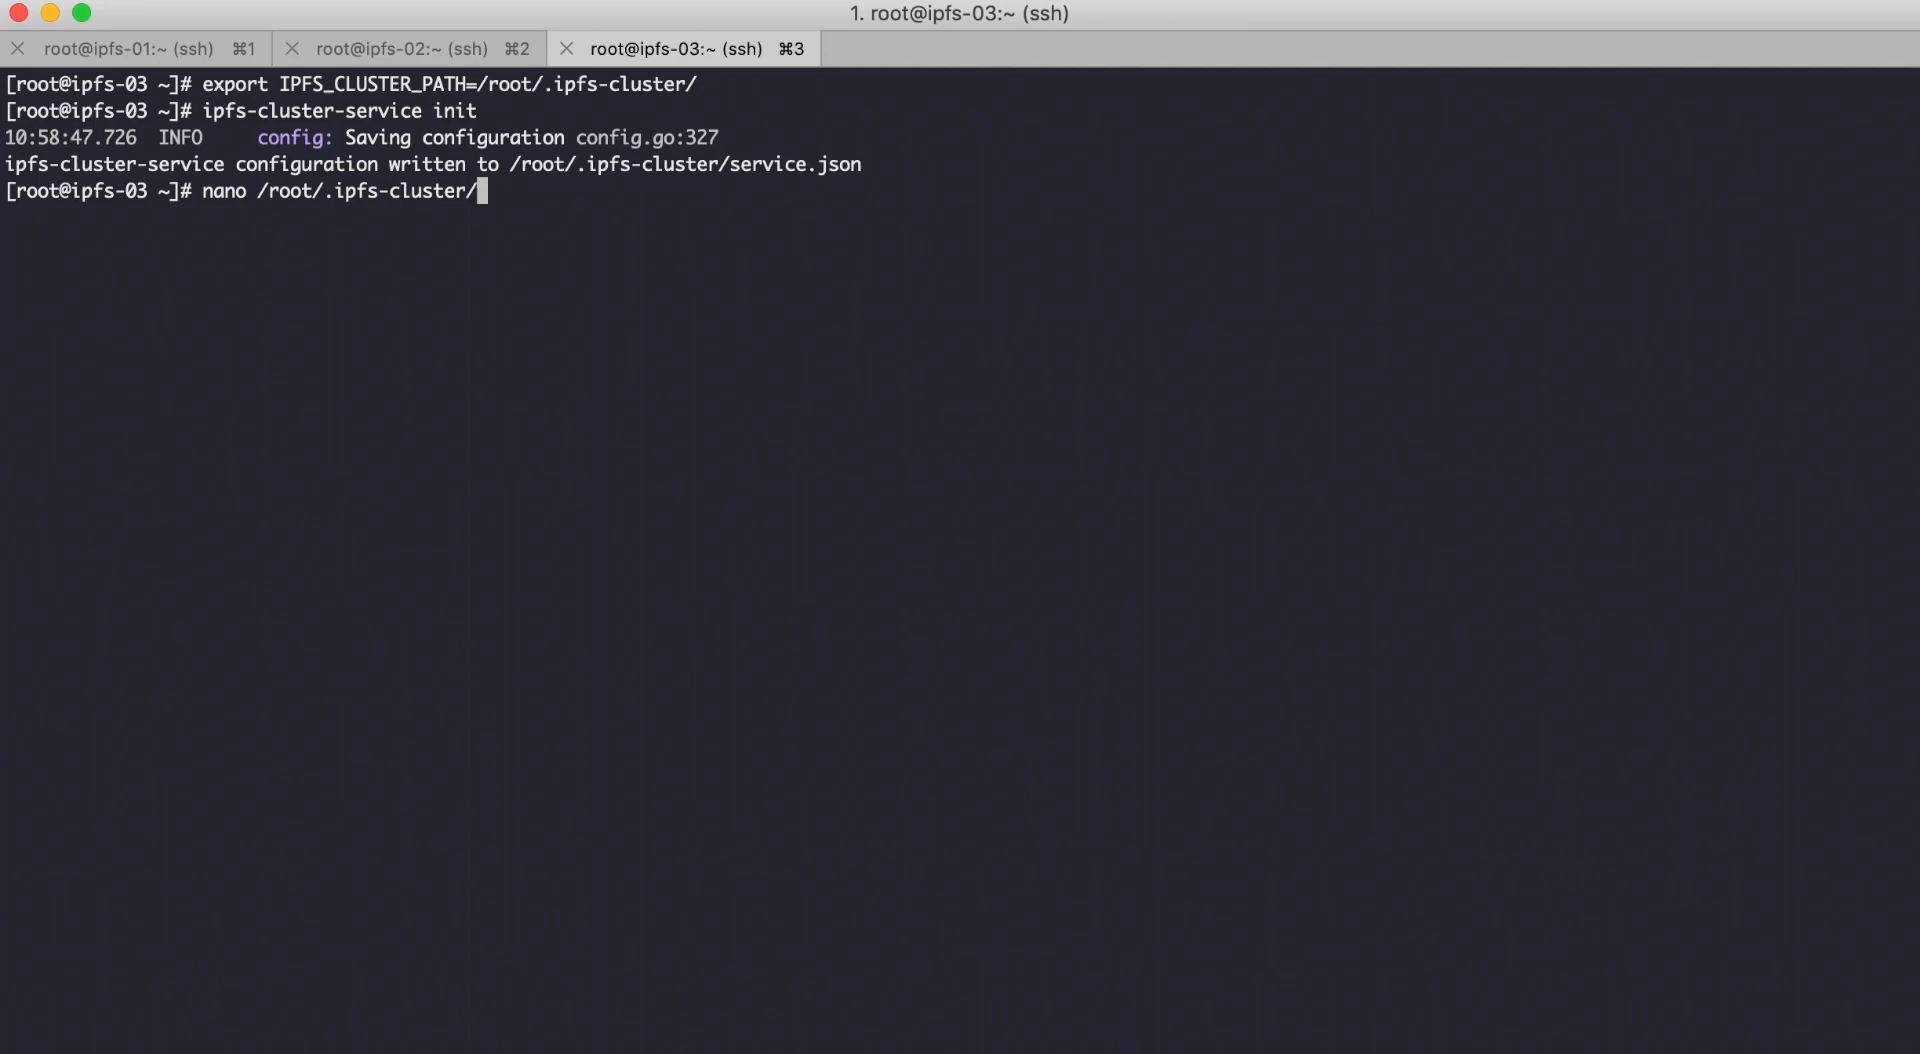 1. root@ipfs-03:~ (ssh)
root@ipfs-01:~ (ssh) ⌘1 root@ipfs-02:~ (ssh) ⌘2 root@ipfs-03:~ (ssh) ⌘3
[root@ipfs-03 ~]# export IPFS_CLUSTER_PATH=/root/.ipfs-cluster/
[root@ipfs-03 ~]# ipfs-cluster-service init
10:58:47.726  INFO     config: Saving configuration config.go:327
ipfs-cluster-service configuration written to /root/.ipfs-cluster/service.json
[root@ipfs-03 ~]# nano /root/.ipfs-cluster/